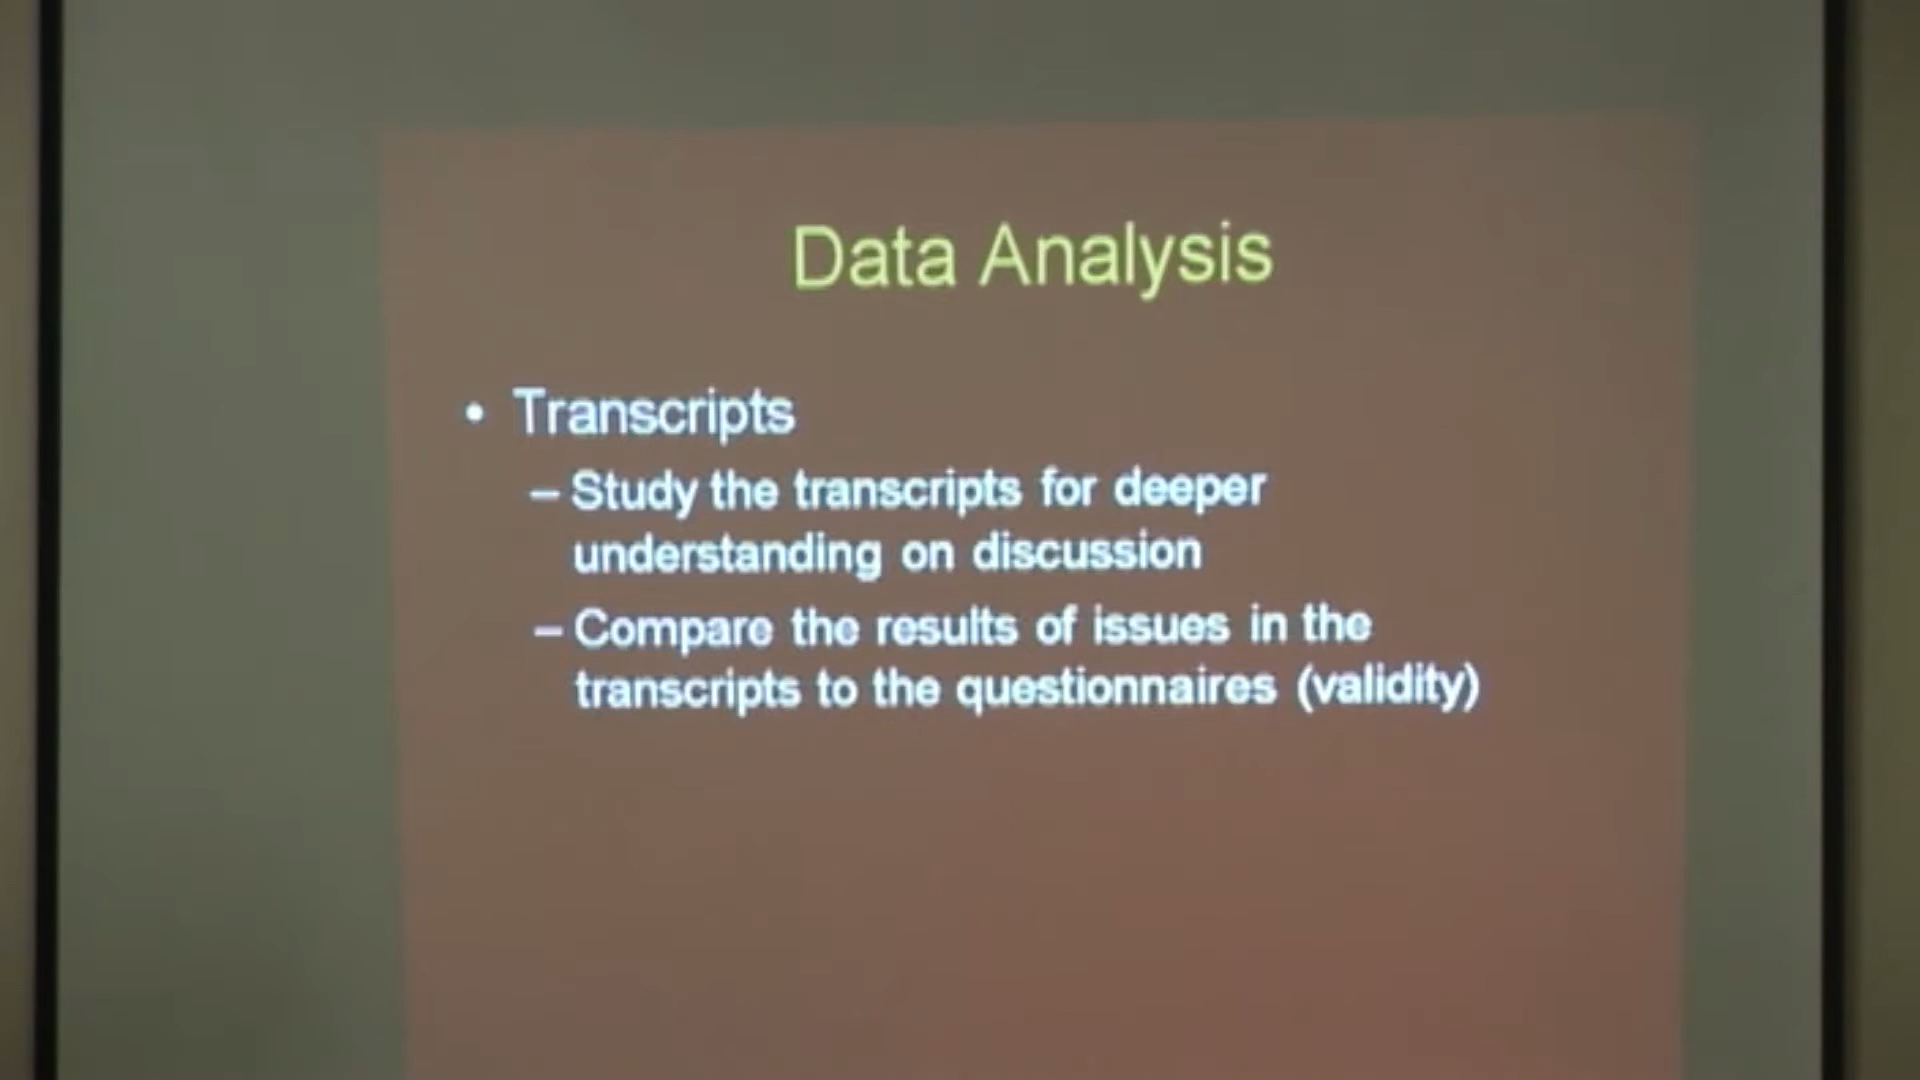 Data Analysis
• Transcripts
– Study the transcripts for deeper
understanding on discussion
– Compare the results of issues in the
transcripts to the questionnaires (validity)